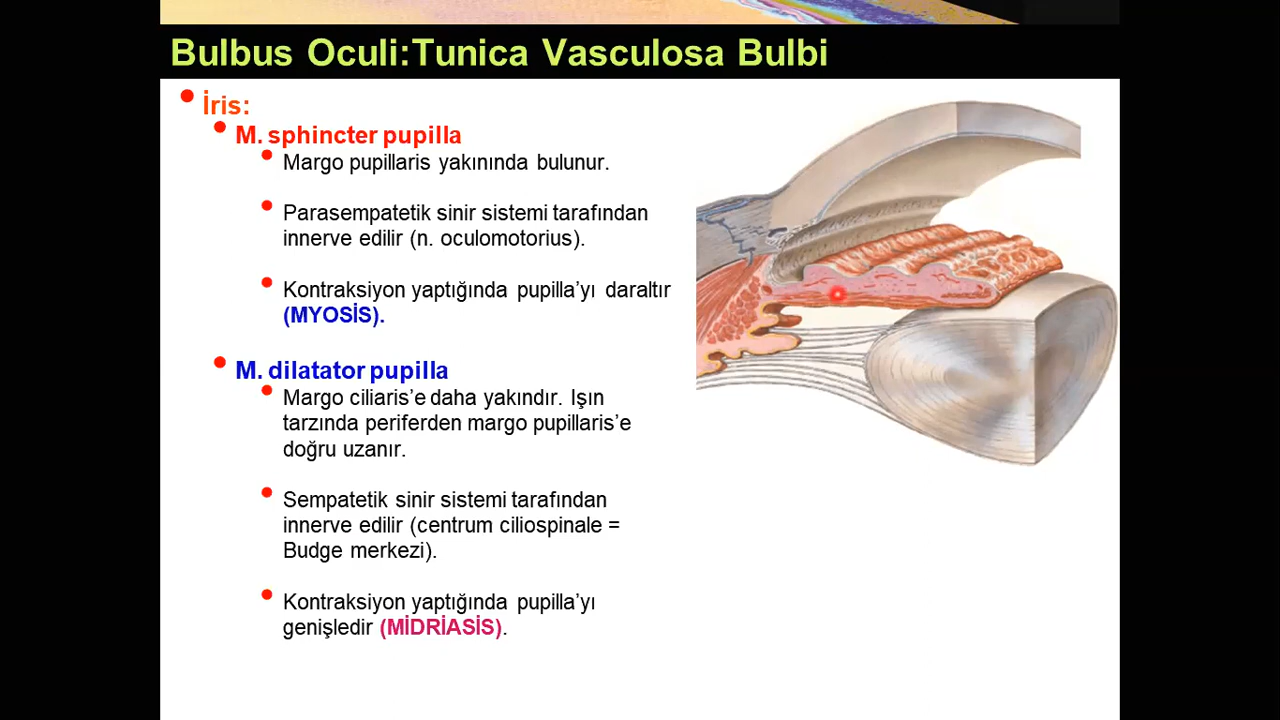 Bulbus Oculi:Tunica Vasculosa Bulbi
İris:
M. sphincter pupilla
Margo pupillaris yakınında bulunur.
Parasempatetik sinir sistemi tarafından
innerve edilir (n. oculomotorius).
Kontraksiyon yaptığında pupilla’yı daraltır
(MYOSİS).
M. dilatator pupilla
Margo ciliaris’e daha yakındır. Işın
tarzında periferden margo pupillaris’e
doğru uzanır.
Sempatetik sinir sistemi tarafından
innerve edilir (centrum ciliospinale =
Budge merkezi).
Kontraksiyon yaptığında pupilla’yı
genişledir (MİDRİASİS).